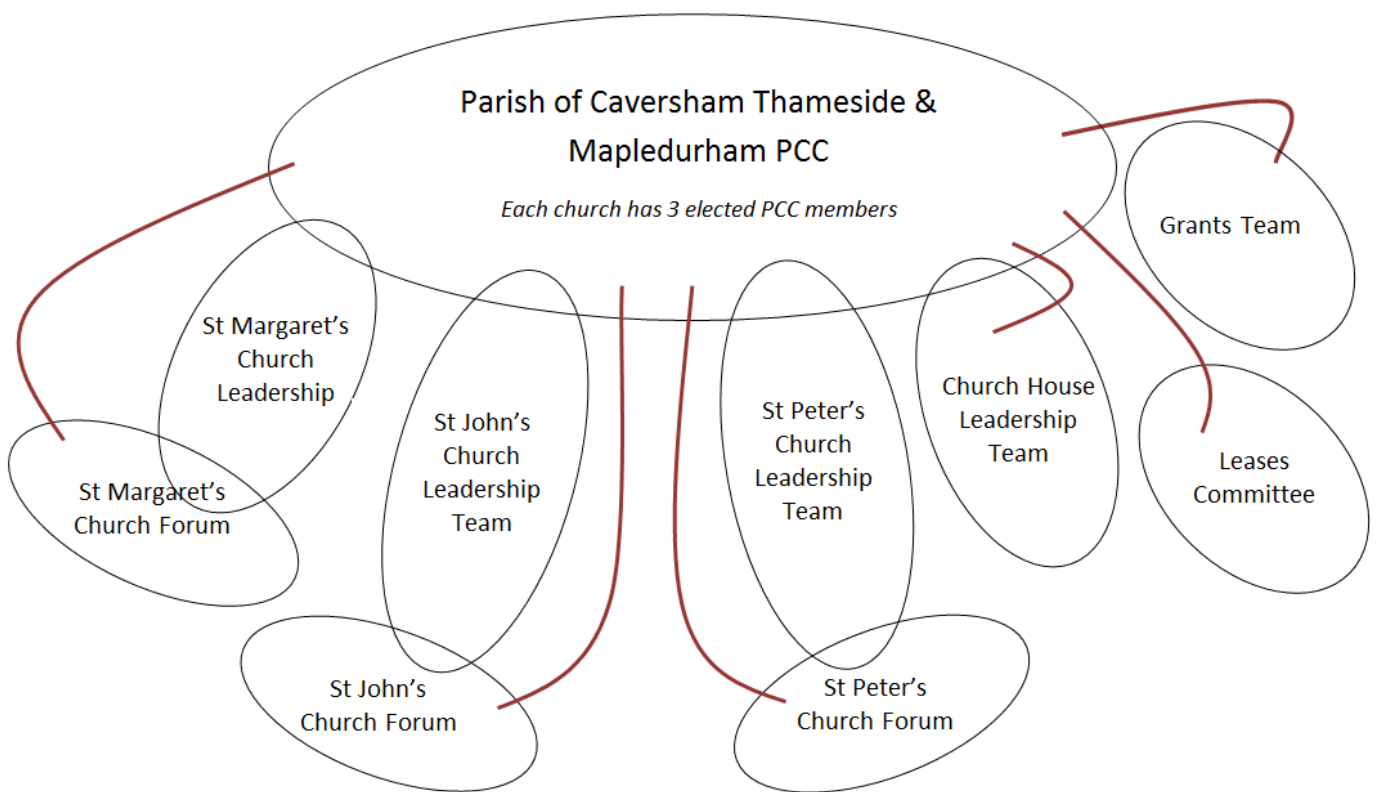 Parish of Caversham Thameside &
Mapledurham PCC
Each church has 3 elected PCC members
Grants Team
St Margaret’s
Church
Leadership
St John’s
Church
Leadership
Team
St Peter’s
Church
Leadership
Team
Church House
Leadership
Team
Leases
Committee
St Margaret’s
Church Forum
St John’s
Church Forum
St Peter’s
Church Forum